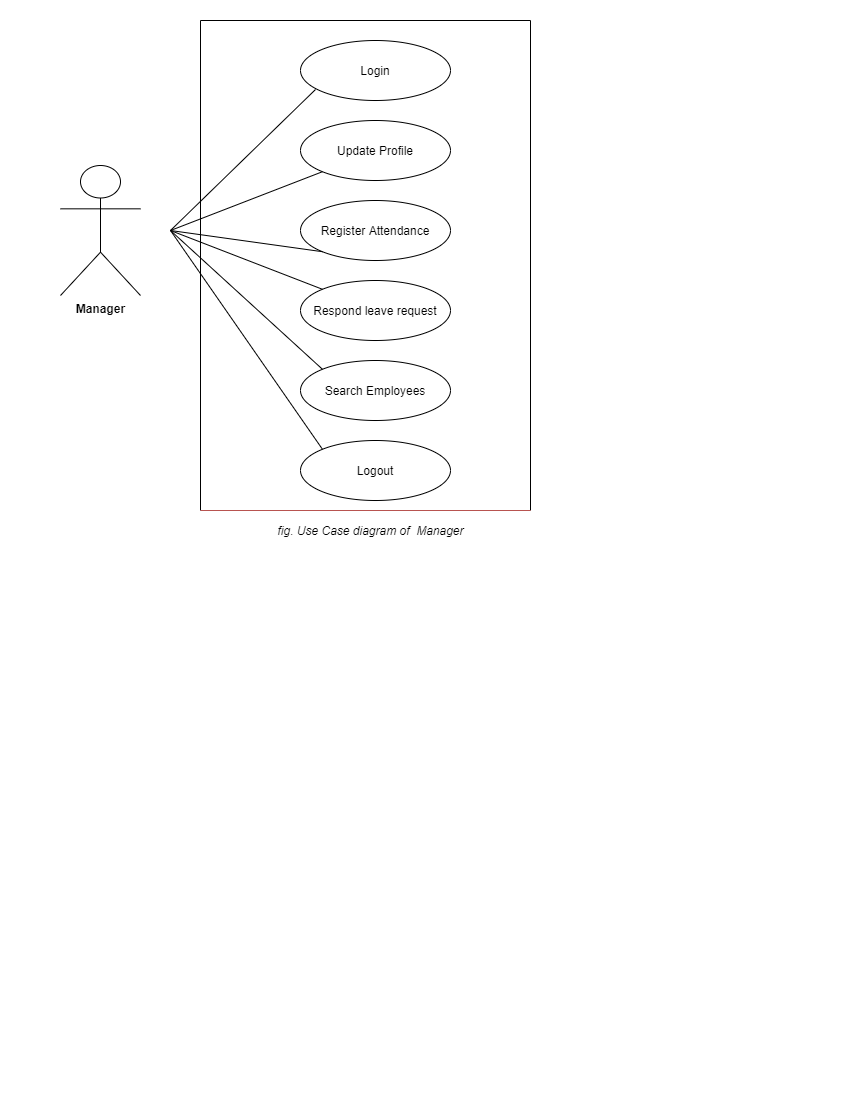 Login
Update Profile
Register Attendance
Manager
Respond leave request
Search Employees
Logout
fig. Use Case diagram of  Manager